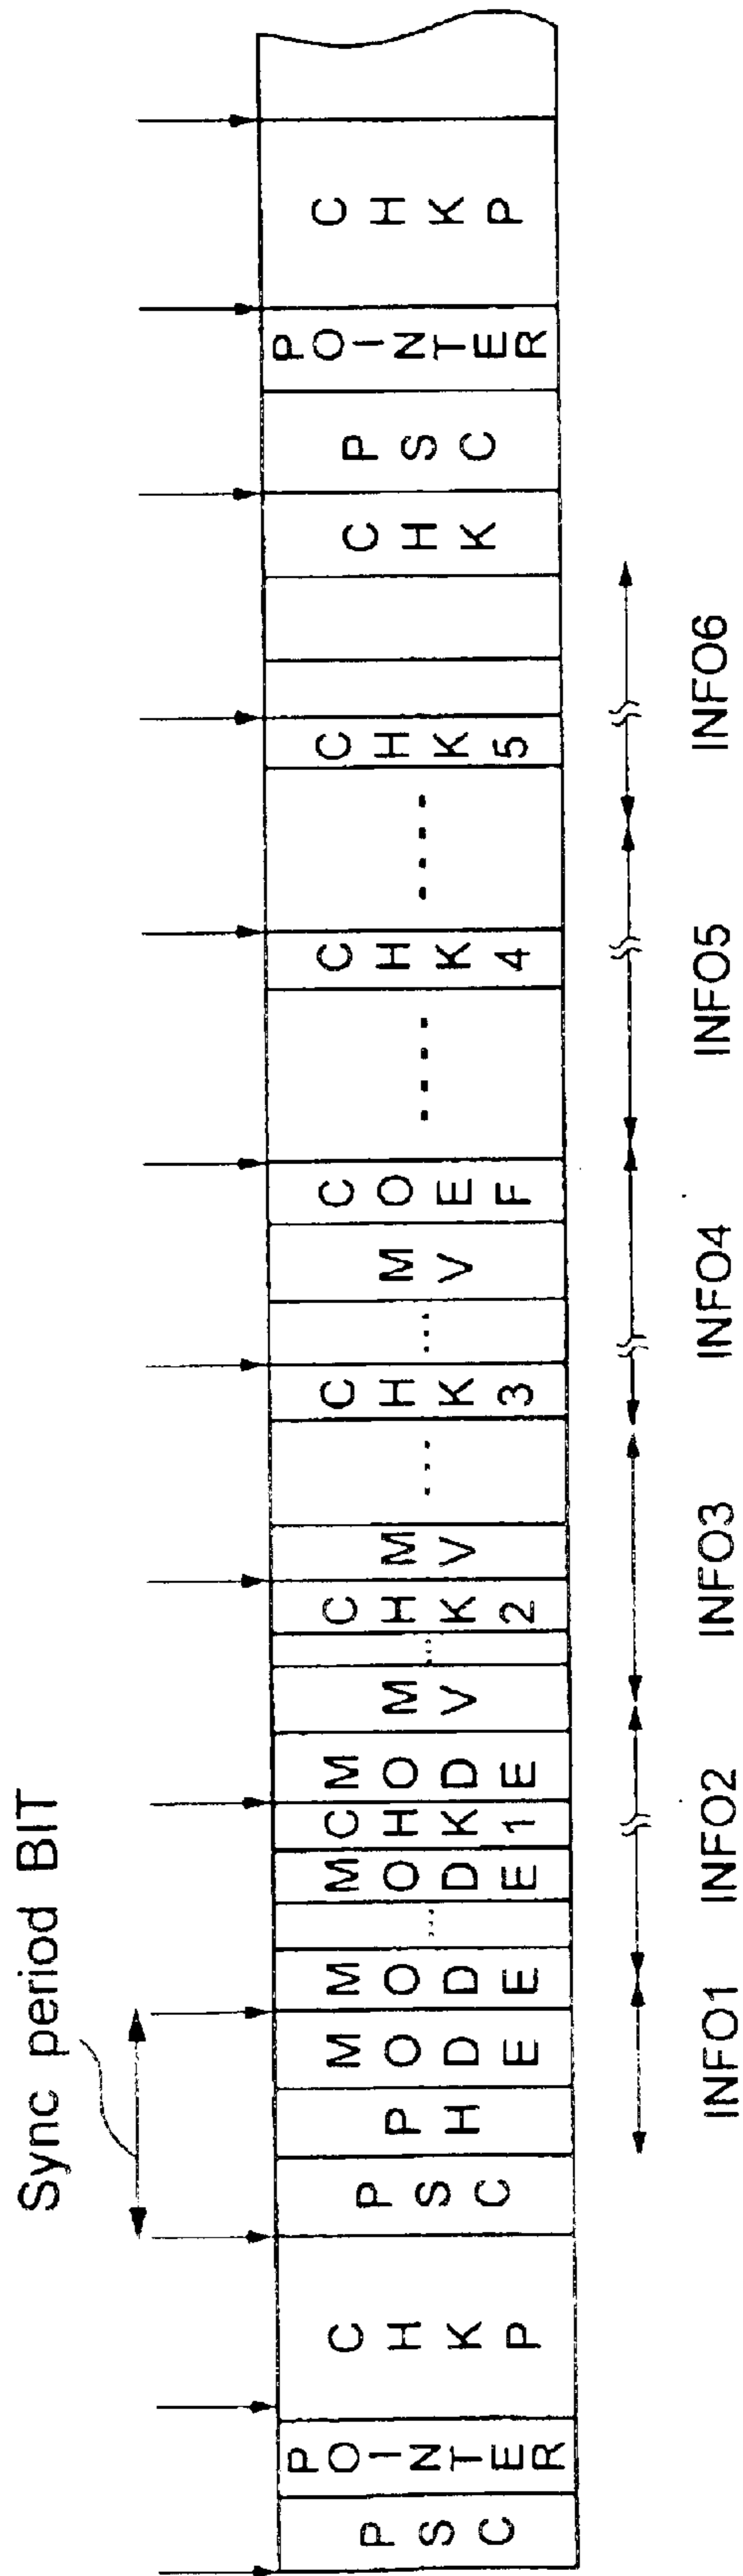 Sync period BIT
PSC
POINTER
CHKP
PSC
PH
MODE
MODE
....
MODE
CHK1
MODE
MV
...
CHK2
MV
...
CHK3
...
MV
COEF
....
CHK4
....
CHK5
CHK
PSC
POINTER
CHKP
INFO1
INFO2
INFO3
INFO4
INFO5
INFO6